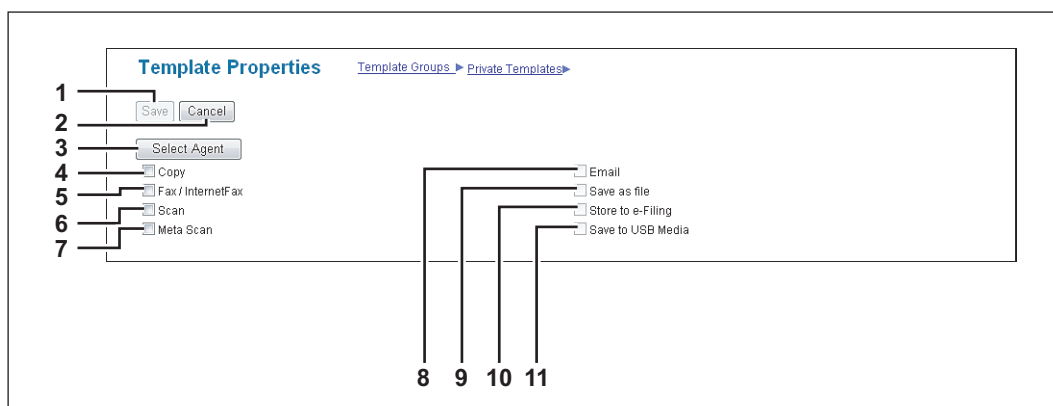 Template Properties Template Groups Private Templates
1
Save Cancel
2
3 Select Agent
4 Copy Email
5 Fax / InternetFax Save as file
6 Scan Store to e-Filing
7 Meta Scan Save to USB Media
8 9 10 11